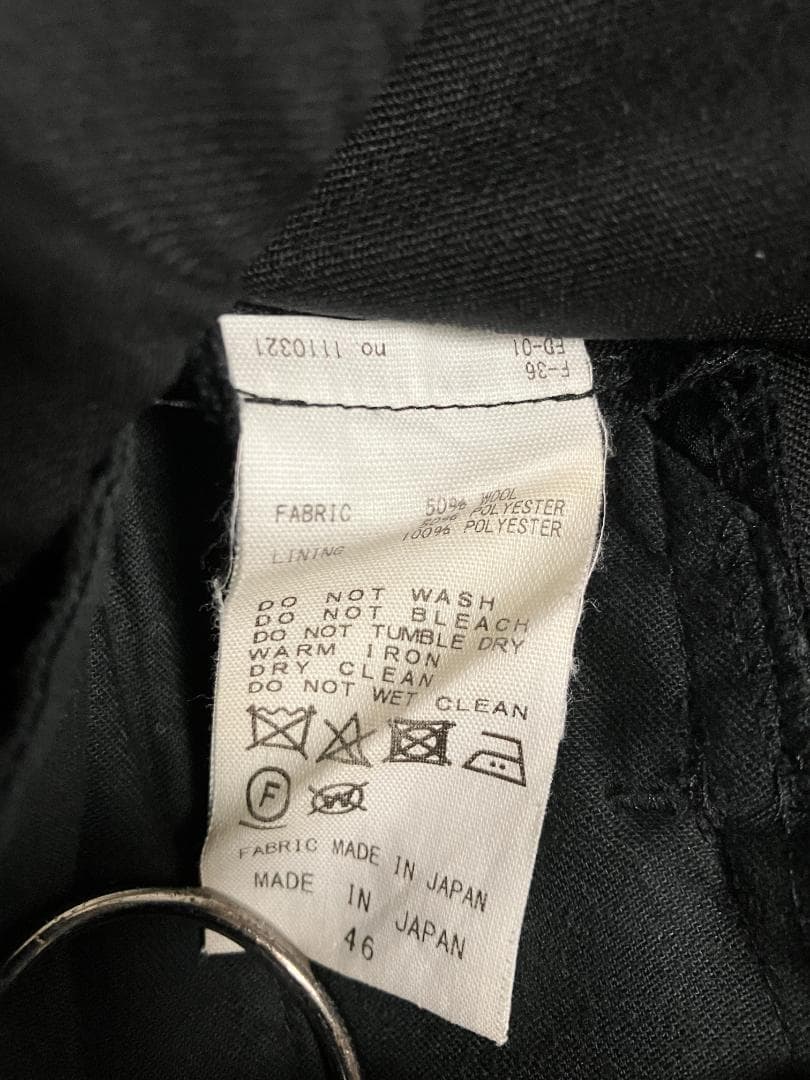 no 1110321
F-36
ED-01
FABRIC 50% WOOL
50% POLYESTER
LINING 100% POLYESTER
DO NOT WASH
DO NOT BLEACH
DO NOT TUMBLE DRY
WARM IRON
DRY CLEAN
DO NOT WET CLEAN
F
W
FABRIC MADE IN JAPAN
MADE IN JAPAN
46